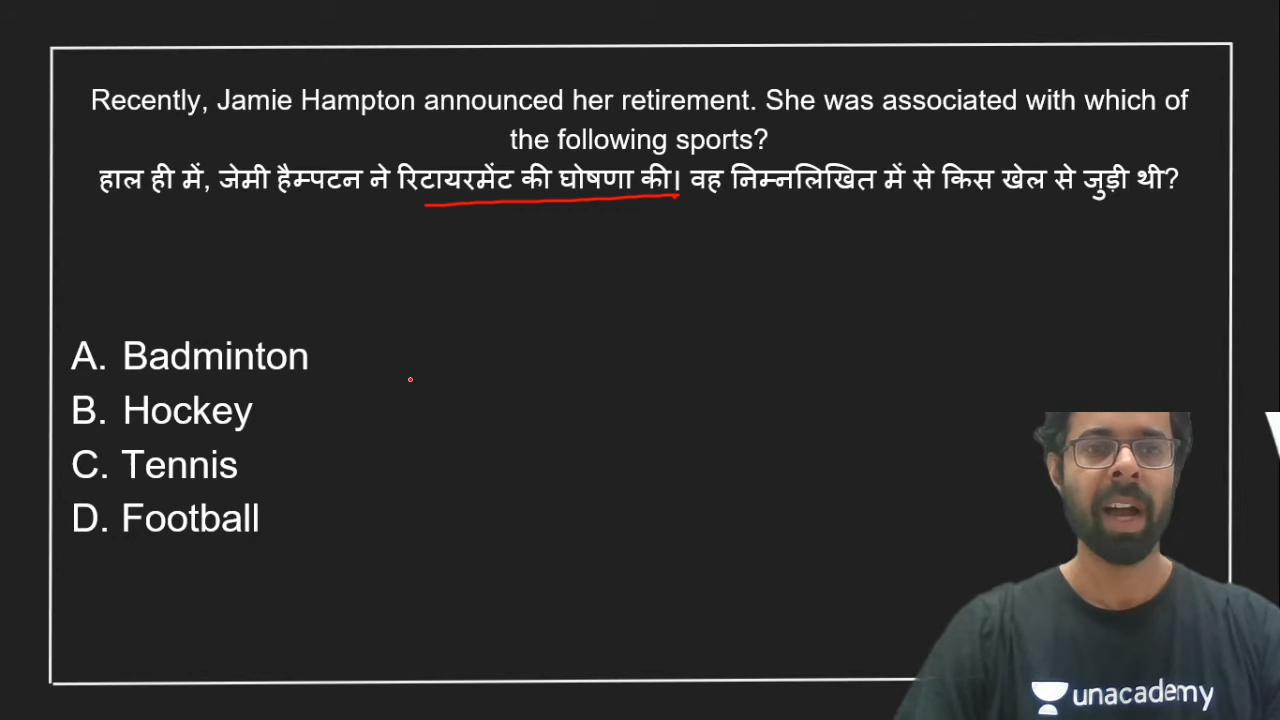 Recently, Jamie Hampton announced her retirement. She was associated with which of
the following sports?
हाल ही में, जेमी हैम्पटन ने रिटायरमेंट की घोषणा की। वह निम्नलिखित में से किस खेल से जुड़ी थी?
A. Badminton
B. Hockey
C. Tennis
D. Football
unacademy